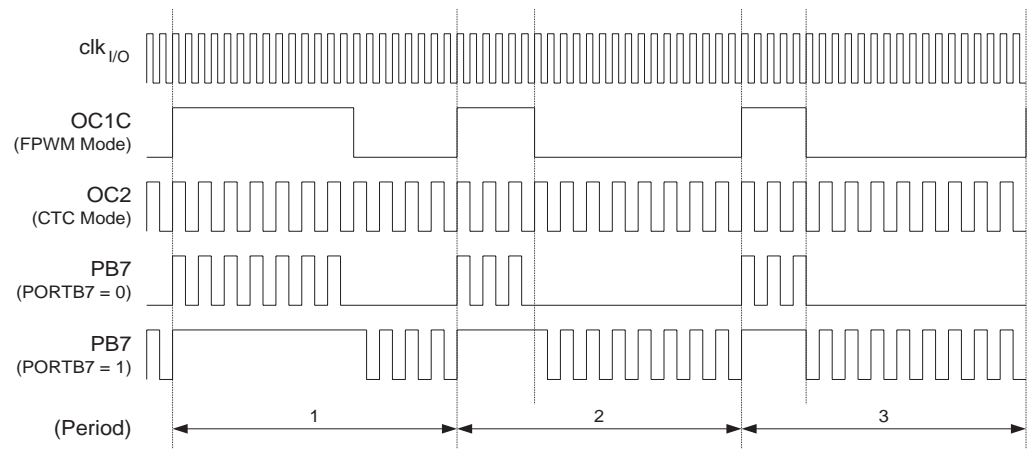 clk I/O
OC1C
(FPWM Mode)
OC2
(CTC Mode)
PB7
(PORTB7 = 0)
PB7
(PORTB7 = 1)
(Period)
1
2
3